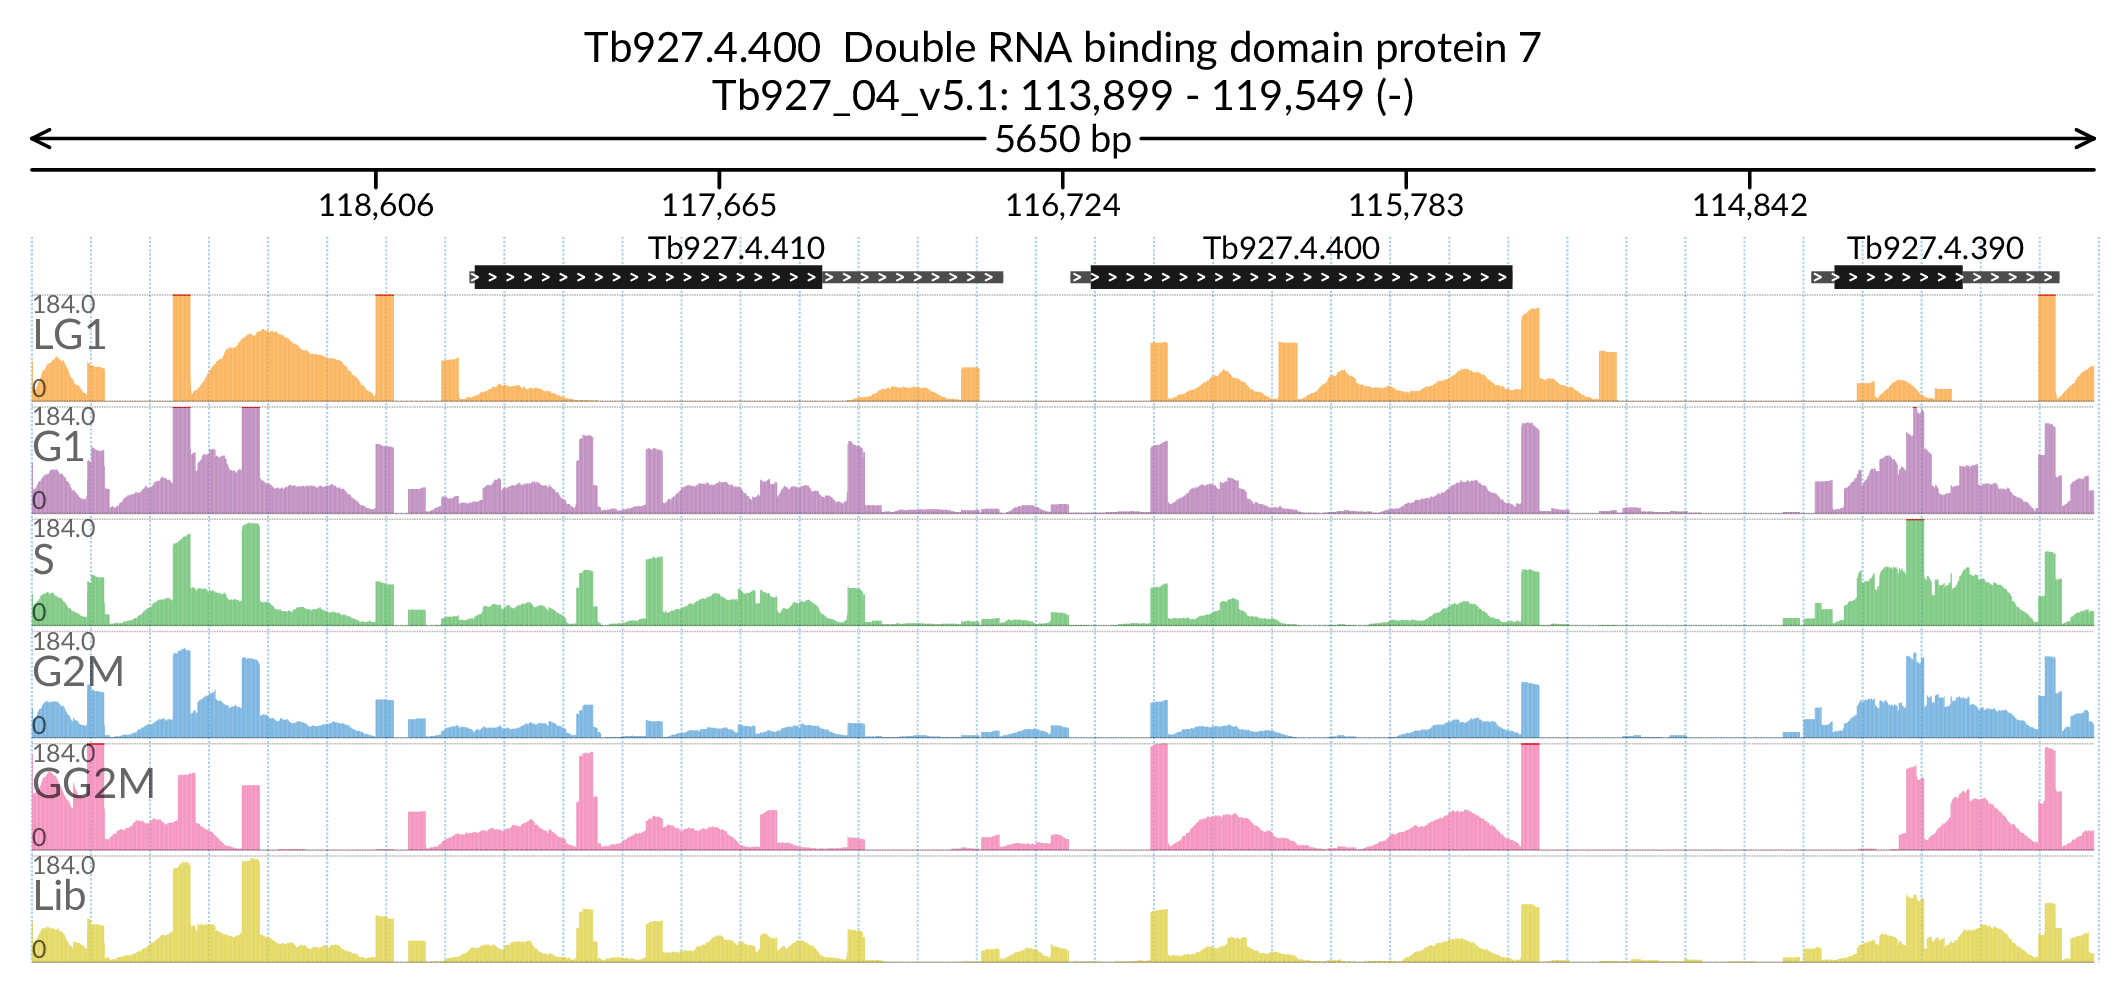 Tb927.4.400  Double RNA binding domain protein 7
Tb927_04_v5.1: 113,899 - 119,549 (-)
5650 bp
118,606 117,665 116,724 115,783 114,842
Tb927.4.410 Tb927.4.400 Tb927.4.390
184.0
LG1
0
184.0
G1
0
184.0
S
0
184.0
G2M
0
184.0
GG2M
0
184.0
Lib
0